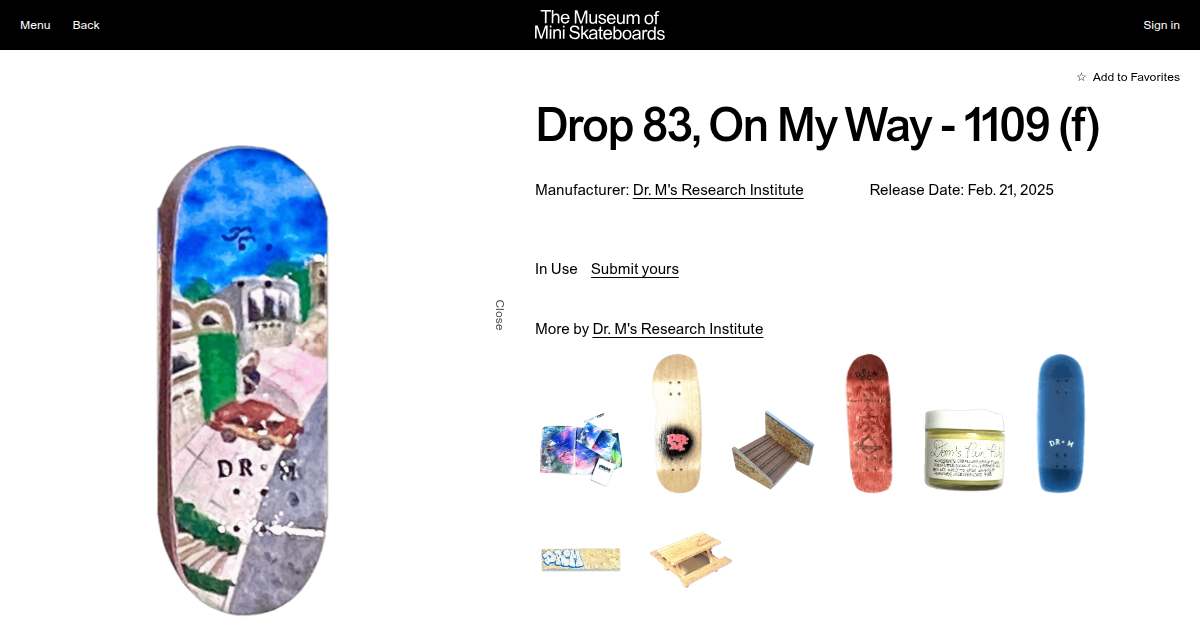 Menu
Back
The Museum of
Mini Skateboards
Sign in
☆ Add to Favorites
Drop 83, On My Way - 1109 (f)
Manufacturer: Dr. M's Research Institute
Release Date: Feb. 21, 2025
In Use
Submit yours
Close
More by Dr. M's Research Institute
DR • M
DR • M